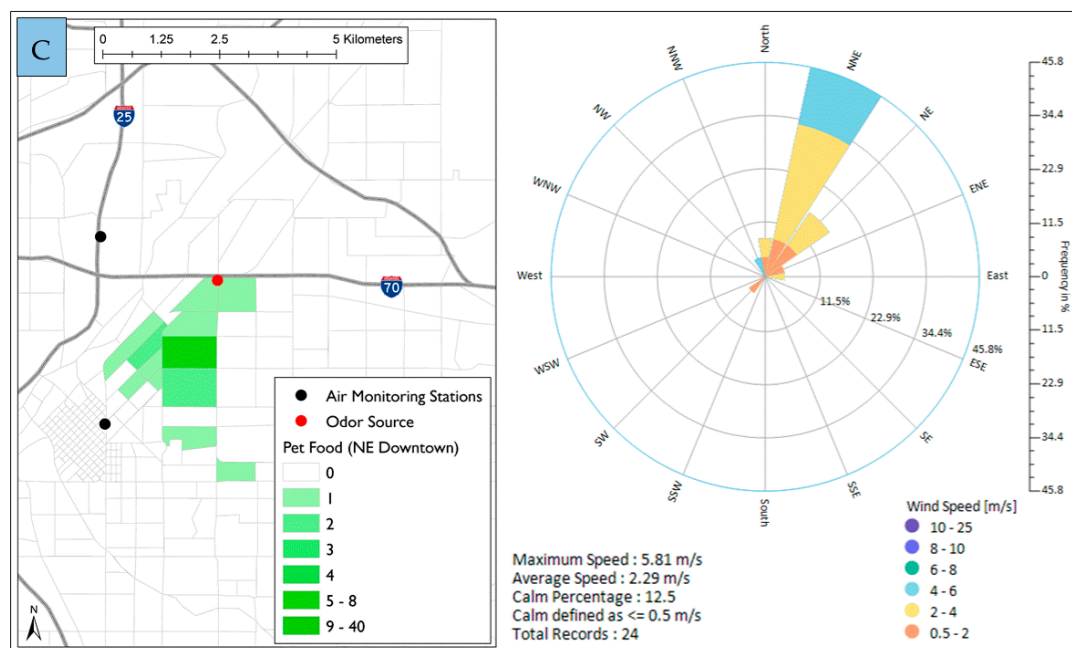 C
0 1.25 2.5 5 Kilometers
25
70
Air Monitoring Stations
Odor Source
Pet Food (NE Downtown)
0
1
2
3
4
5 - 8
9 - 40
N
North
NNE
NE
ENE
East
ESE
SE
SSE
South
SSW
SW
WSW
West
WNW
NW
NNW
11.5%
22.9%
34.4%
45.8%
45.8
34.4
22.9
11.5
0
11.5
22.9
34.4
45.8
Frequency in %
Wind Speed [m/s]
10 - 25
8 - 10
6 - 8
4 - 6
2 - 4
0.5 - 2
Maximum Speed : 5.81 m/s
Average Speed : 2.29 m/s
Calm Percentage : 12.5
Calm defined as <= 0.5 m/s
Total Records : 24